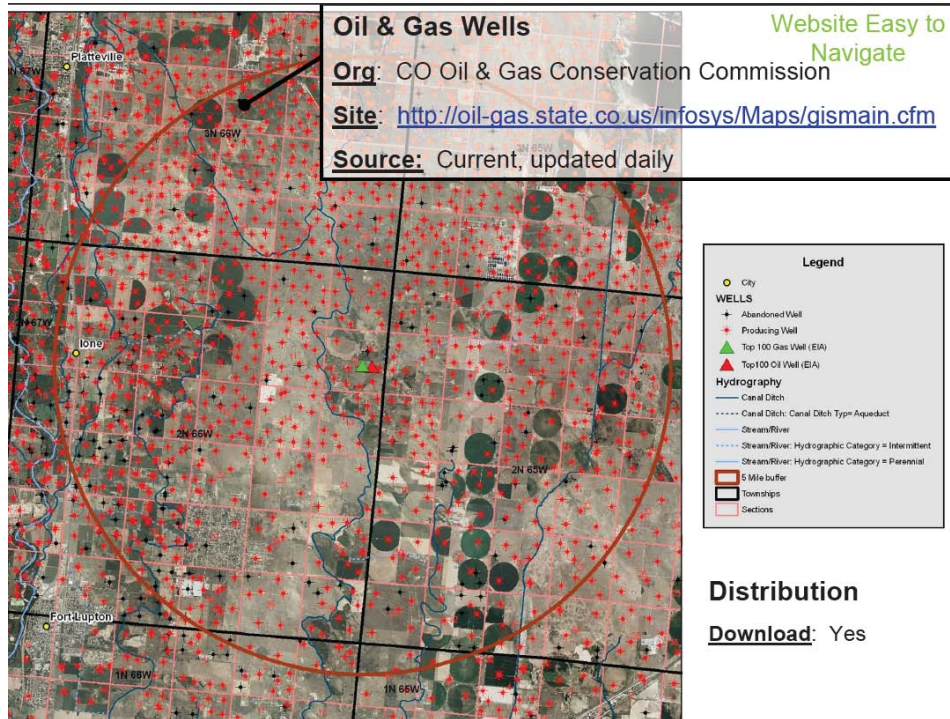 Oil & Gas Wells
Website Easy to
Navigate
Org: CO Oil & Gas Conservation Commission
Site: http://oil-gas.state.co.us/infosys/Maps/gismain.cfm
Source: Current, updated daily
Platteville
3N 66W
3N 65W
Ione
2N 66W
2N 65W
Fort Lupton
1N 66W
1N 65W
Legend
City
WELLS
Abandoned Well
Producing Well
Top 100 Gas Well (EIA)
Top100 Oil Well (EIA)
Hydrography
Canal Ditch
Canal Ditch: Canal Ditch Typ= Aqueduct
Stream/River
Stream/River: Hydrographic Category = Intermittent
Stream/River: Hydrographic Category = Perennial
5 Mile buffer
Townships
Sections
Distribution
Download: Yes